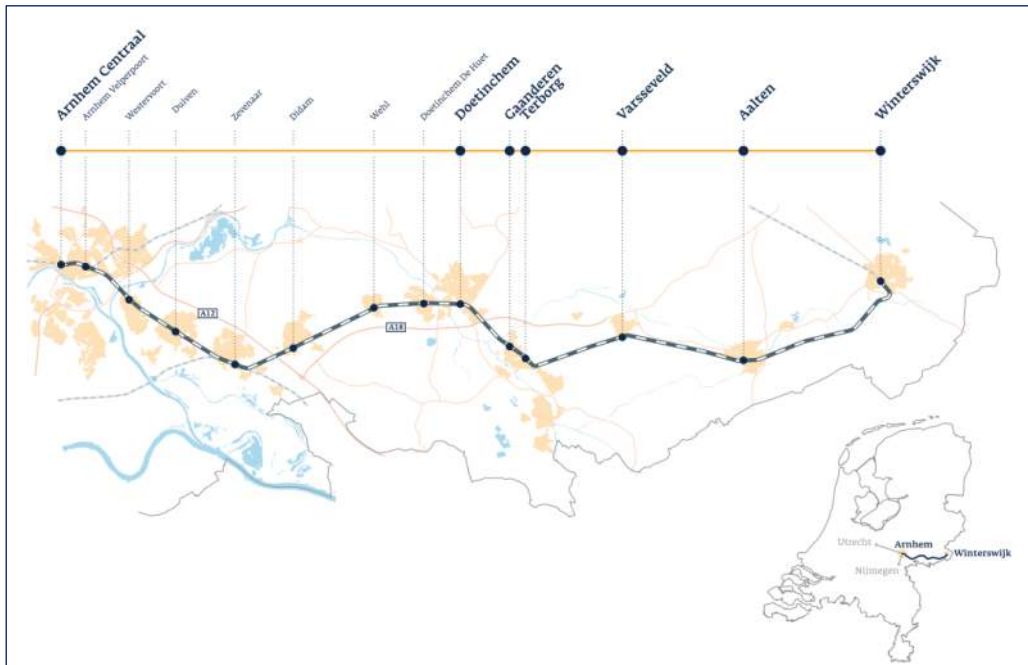 Arnhem Centraal
Arnhem Velperpoort
Westervoort
Duiven
Zevenaar
Didam
Wehl
Doetinchem De Huet
Doetinchem
Gaanderen
Terborg
Varsseveld
Aalten
Winterswijk
A12
A18
Utrecht
Arnhem
Winterswijk
Nijmegen